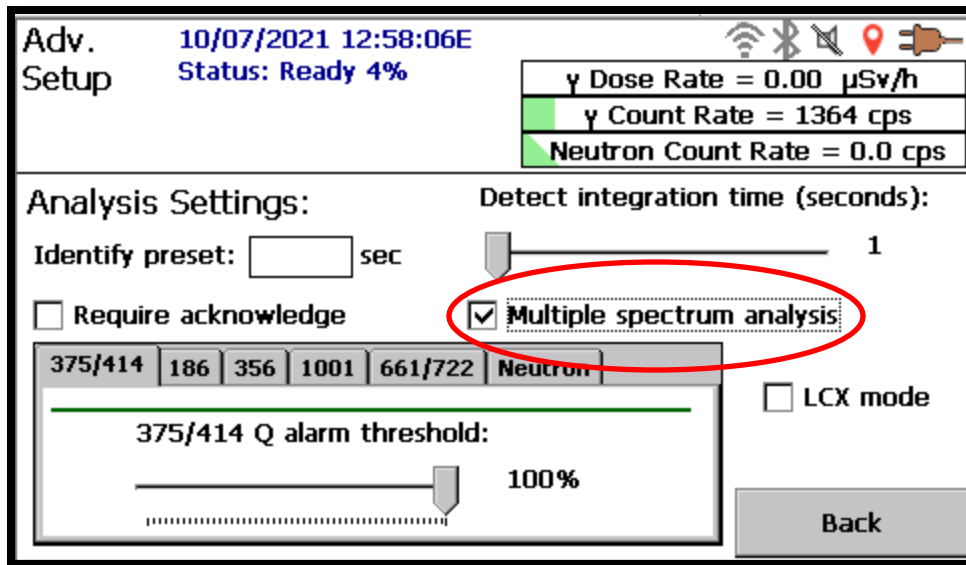 Adv. 10/07/2021 12:58:06E
Setup Status: Ready 4%
γ Dose Rate = 0.00 µSv/h
γ Count Rate = 1364 cps
Neutron Count Rate = 0.0 cps
Analysis Settings:
Detect integration time (seconds):
Identify preset: sec
1
Require acknowledge
Multiple spectrum analysis
375/414 186 356 1001 661/722 Neutron
LCX mode
375/414 Q alarm threshold:
100%
Back